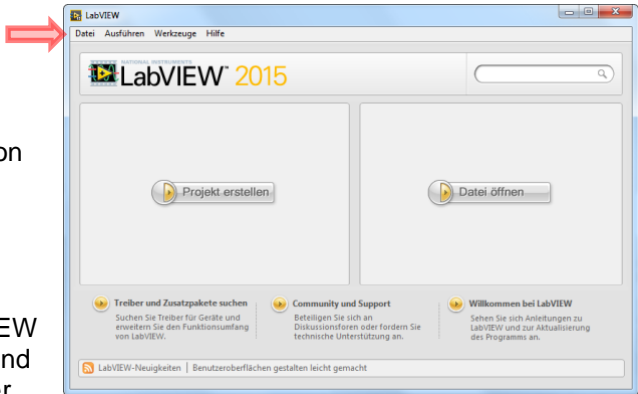 LabVIEW
Datei Ausführen Werkzeuge Hilfe
NATIONAL INSTRUMENTS
LabVIEW™ 2015
on
Projekt erstellen
Datei öffnen
Treiber und Zusatzpakete suchen
Suchen Sie Treiber für Geräte und
erweitern Sie den Funktionsumfang
von LabVIEW.
Community und Support
Beteiligen Sie sich an
Diskussionsforen oder fordern Sie
technische Unterstützung an.
Willkommen bei LabVIEW
Sehen Sie sich Anleitungen zu
LabVIEW und zur Aktualisierung
des Programms an.
EW
nd
er
LabVIEW-Neuigkeiten | Benutzeroberflächen gestalten leicht gemacht